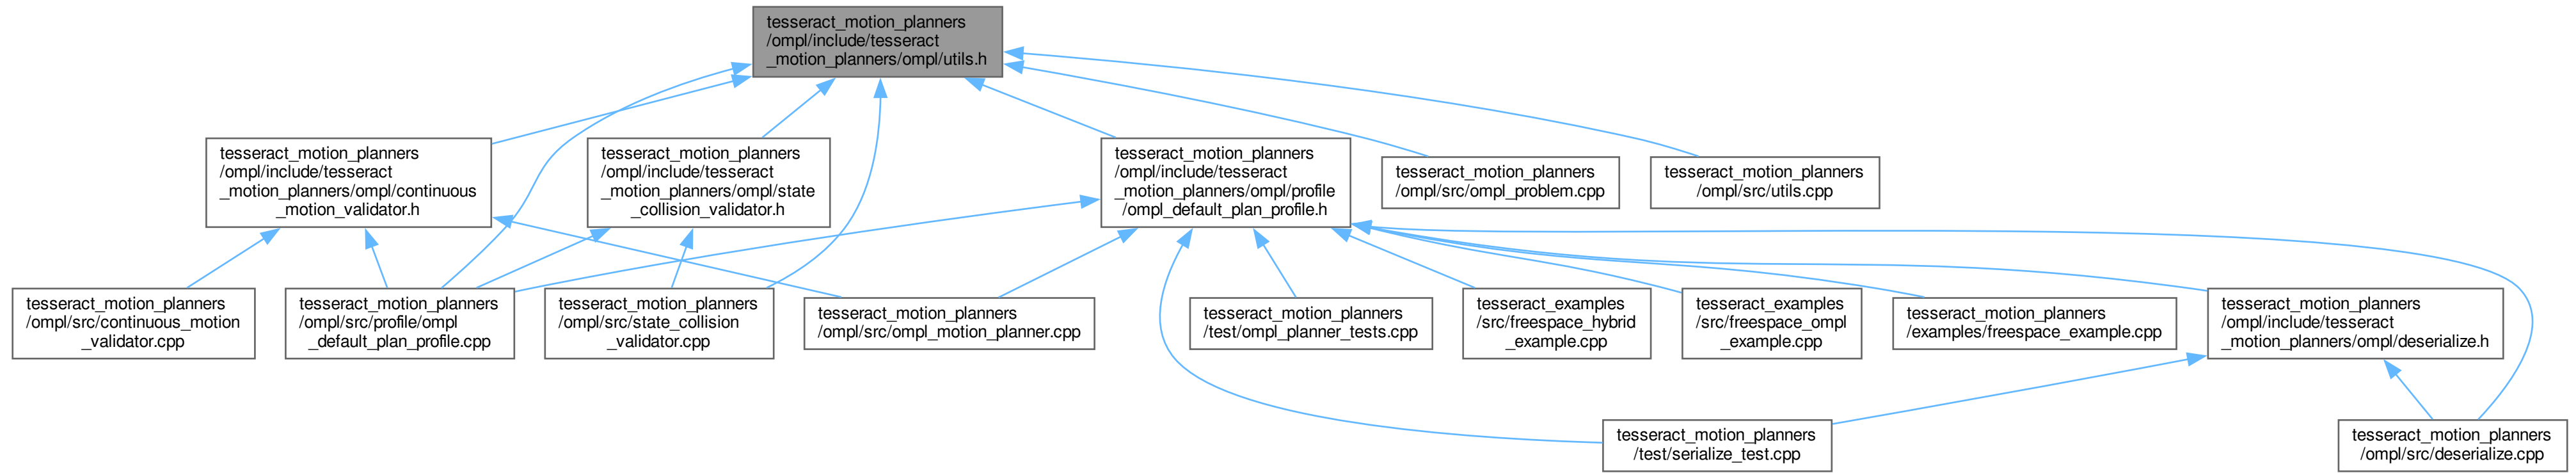 tesseract_motion_planners
/ompl/include/tesseract
_motion_planners/ompl/utils.h
tesseract_motion_planners
/ompl/include/tesseract
_motion_planners/ompl/continuous
_motion_validator.h
tesseract_motion_planners
/ompl/include/tesseract
_motion_planners/ompl/state
_collision_validator.h
tesseract_motion_planners
/ompl/include/tesseract
_motion_planners/ompl/profile
/ompl_default_plan_profile.h
tesseract_motion_planners
/ompl/src/ompl_problem.cpp
tesseract_motion_planners
/ompl/src/utils.cpp
tesseract_motion_planners
/ompl/src/continuous_motion
_validator.cpp
tesseract_motion_planners
/ompl/src/profile/ompl
_default_plan_profile.cpp
tesseract_motion_planners
/ompl/src/state_collision
_validator.cpp
tesseract_motion_planners
/ompl/src/ompl_motion_planner.cpp
tesseract_motion_planners
/test/ompl_planner_tests.cpp
tesseract_examples
/src/freespace_hybrid
_example.cpp
tesseract_examples
/src/freespace_ompl
_example.cpp
tesseract_motion_planners
/examples/freespace_example.cpp
tesseract_motion_planners
/ompl/include/tesseract
_motion_planners/ompl/deserialize.h
tesseract_motion_planners
/test/serialize_test.cpp
tesseract_motion_planners
/ompl/src/deserialize.cpp